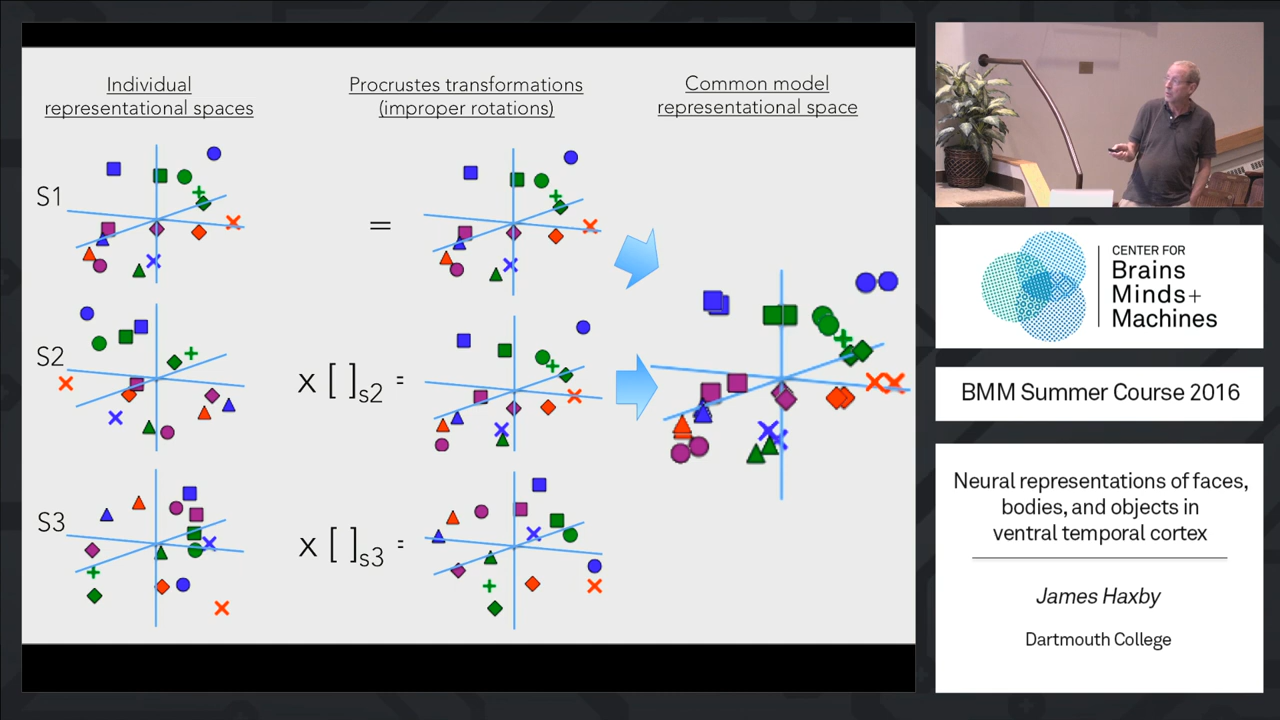 Individual
representational spaces
Procrustes transformations
(improper rotations)
Common model
representational space
S1
=
S2
x [ ]s2 =
S3
x [ ]s3 =
CENTER FOR
Brains
Minds+
Machines
BMM Summer Course 2016
Neural representations of faces,
bodies, and objects in
ventral temporal cortex
James Haxby
Dartmouth College